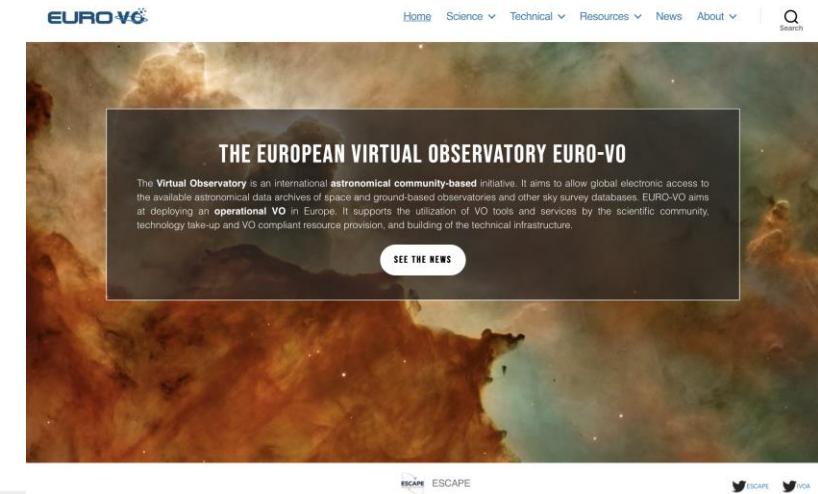 EURO-VO
Home Science Technical Resources News About
Search
THE EUROPEAN VIRTUAL OBSERVATORY EURO-VO
The Virtual Observatory is an international astronomical community-based initiative. It aims to allow global electronic access to
the available astronomical data archives of space and ground-based observatories and other sky survey databases. EURO-VO aims
at deploying an operational VO in Europe. It supports the utilization of VO tools and services by the scientific community,
technology take-up and VO compliant resource provision, and building of the technical infrastructure.
SEE THE NEWS
ESCAPE ESCAPE
ESCAPE IVOA